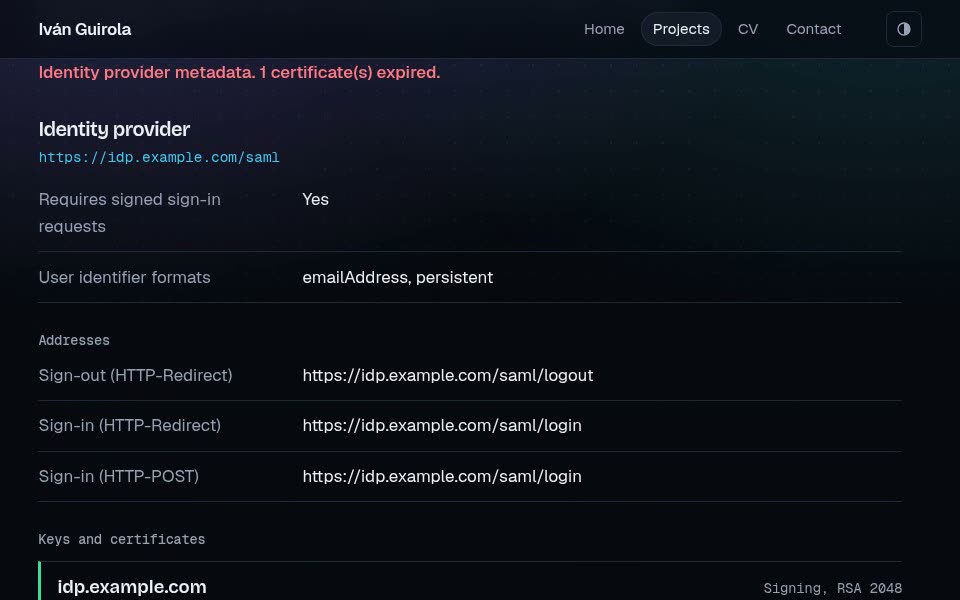 Iván Guirola
Home
Projects
CV
Contact
Identity provider metadata. 1 certificate(s) expired.
Identity provider
https://idp.example.com/saml
Requires signed sign-in requests
Yes
User identifier formats
emailAddress, persistent
Addresses
Sign-out (HTTP-Redirect)
https://idp.example.com/saml/logout
Sign-in (HTTP-Redirect)
https://idp.example.com/saml/login
Sign-in (HTTP-POST)
https://idp.example.com/saml/login
Keys and certificates
idp.example.com
Signing, RSA 2048